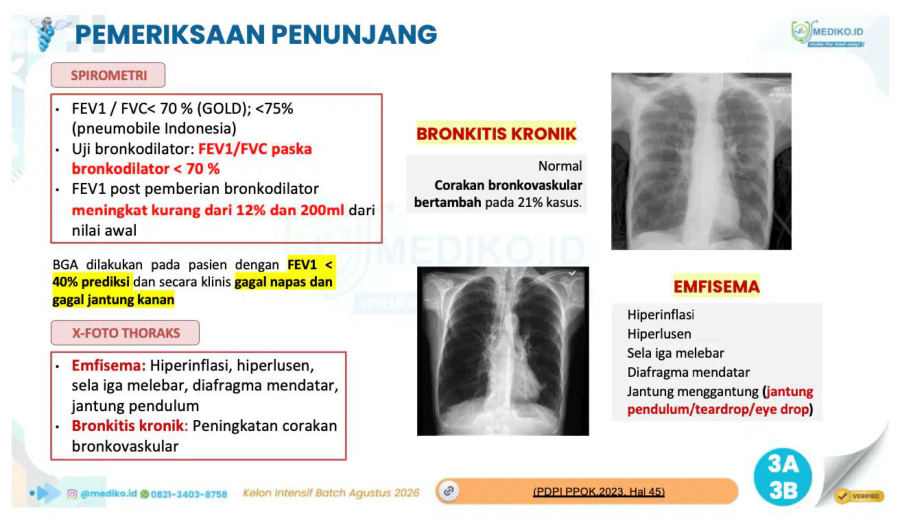 PEMERIKSAAN PENUNJANG
MEDIKO.ID
SPIROMETRI
• FEV1 / FVC< 70 % (GOLD); <75%
(pneumobile Indonesia)
• Uji bronkodilator: FEV1/FVC paska
bronkodilator < 70 %
• FEV1 post pemberian bronkodilator
meningkat kurang dari 12% dan 200ml dari
nilai awal
BGA dilakukan pada pasien dengan FEV1 <
40% prediksi dan secara klinis gagal napas dan
gagal jantung kanan
X-FOTO THORAKS
• Emfisema: Hiperinflasi, hiperlusen,
sela iga melebar, diafragma mendatar,
jantung pendulum
• Bronkitis kronik: Peningkatan corakan
bronkovaskular
BRONKITIS KRONIK
Normal
Corakan bronkovaskular
bertambah pada 21% kasus.
MEDIKO.ID
EMFISEMA
Hiperinflasi
Hiperlusen
Sela iga melebar
Diafragma mendatar
Jantung menggantung (jantung
pendulum/teardrop/eye drop)
3A
3B
@mediko.id 0821-3403-8758
Kelon Intensif Batch Agustus 2026
(PDPI PPOK,2023, Hal 45)
VERIFIED